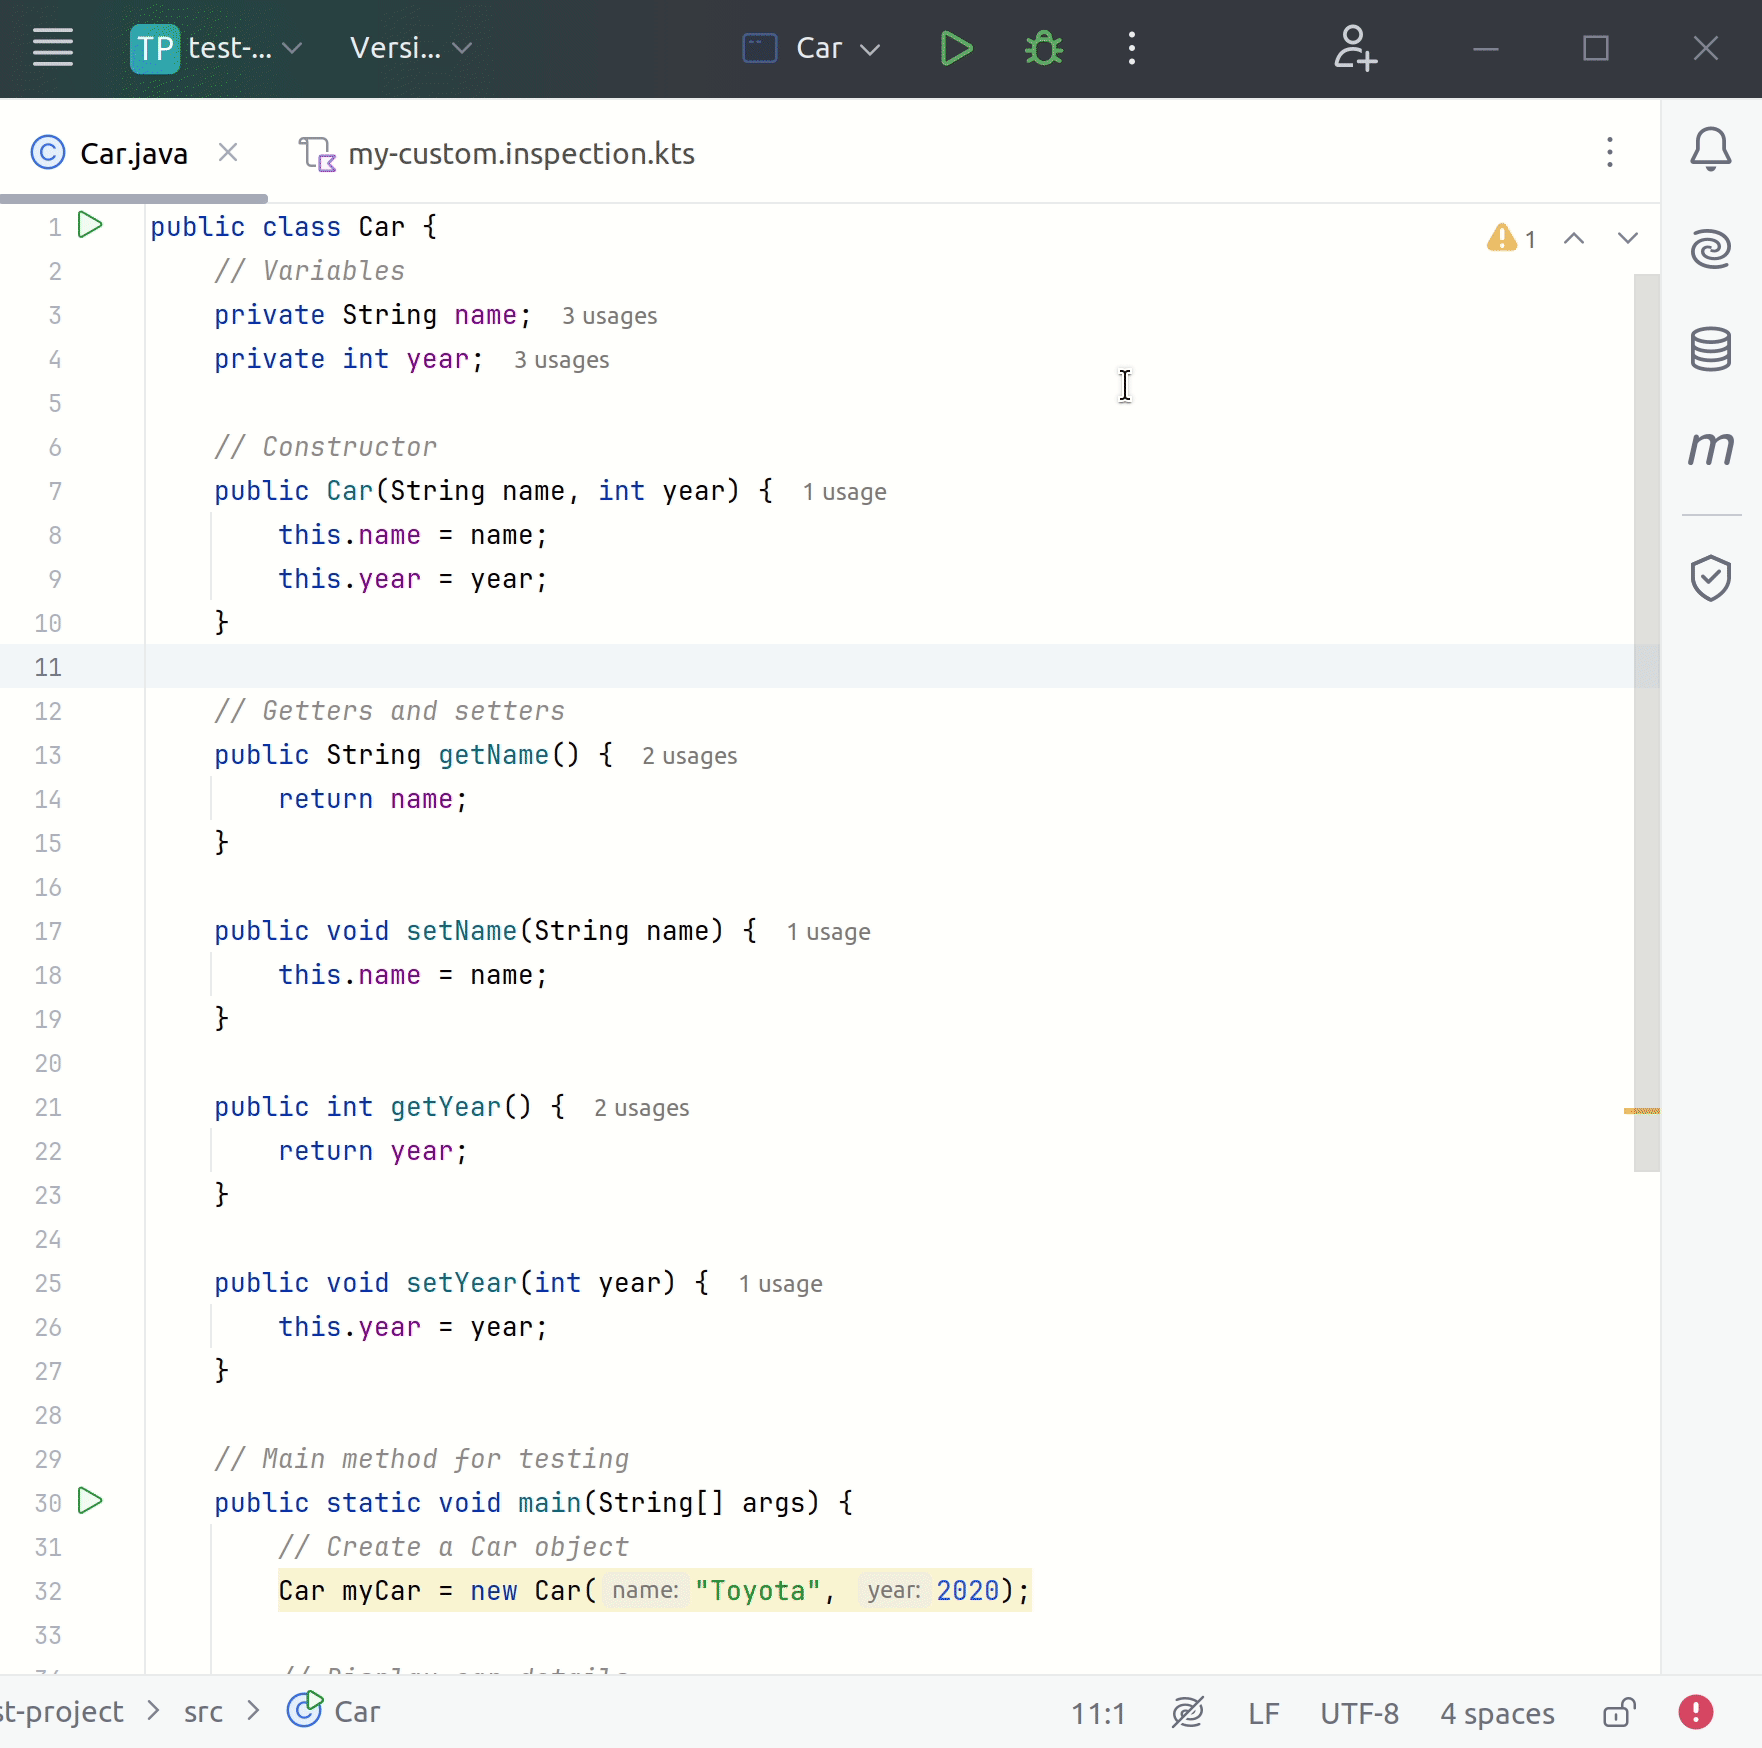 TP test-... Versi... Car
Car.java my-custom.inspection.kts
1 public class Car { 1
2 // Variables
3 private String name; 3 usages
4 private int year; 3 usages
5
6 // Constructor
7 public Car(String name, int year) { 1 usage
8 this.name = name;
9 this.year = year;
10 }
11
12 // Getters and setters
13 public String getName() { 2 usages
14 return name;
15 }
16
17 public void setName(String name) { 1 usage
18 this.name = name;
19 }
20
21 public int getYear() { 2 usages
22 return year;
23 }
24
25 public void setYear(int year) { 1 usage
26 this.year = year;
27 }
28
29 // Main method for testing
30 public static void main(String[] args) {
31 // Create a Car object
32 Car myCar = new Car( name: "Toyota", year: 2020);
33
34 // Display car details
st-project > src > Car 11:1 LF UTF-8 4 spaces